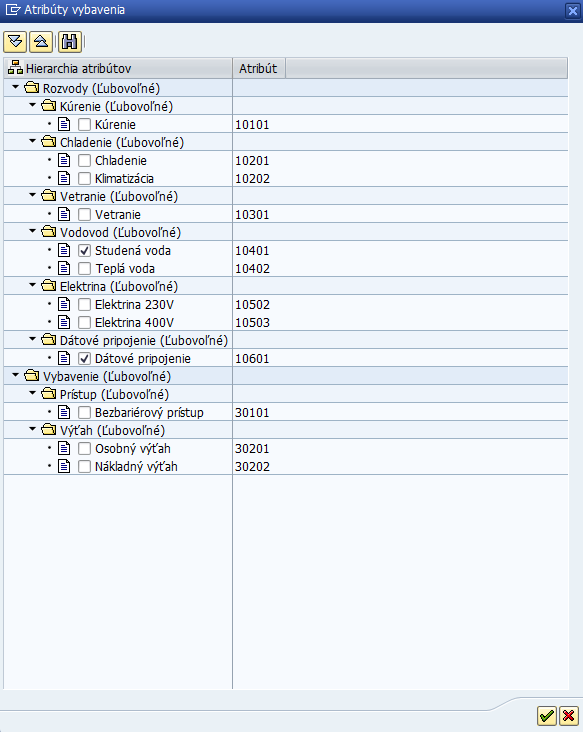 Atribúty vybavenia
Hierarchia atribútov Atribút
Rozvody (Ľubovoľné)
Kúrenie (Ľubovoľné)
Kúrenie 10101
Chladenie (Ľubovoľné)
Chladenie 10201
Klimatizácia 10202
Vetranie (Ľubovoľné)
Vetranie 10301
Vodovod (Ľubovoľné)
Studená voda 10401
Teplá voda 10402
Elektrina (Ľubovoľné)
Elektrina 230V 10502
Elektrina 400V 10503
Dátové pripojenie (Ľubovoľné)
Dátové pripojenie 10601
Vybavenie (Ľubovoľné)
Prístup (Ľubovoľné)
Bezbariérový prístup 30101
Výťah (Ľubovoľné)
Osobný výťah 30201
Nákladný výťah 30202